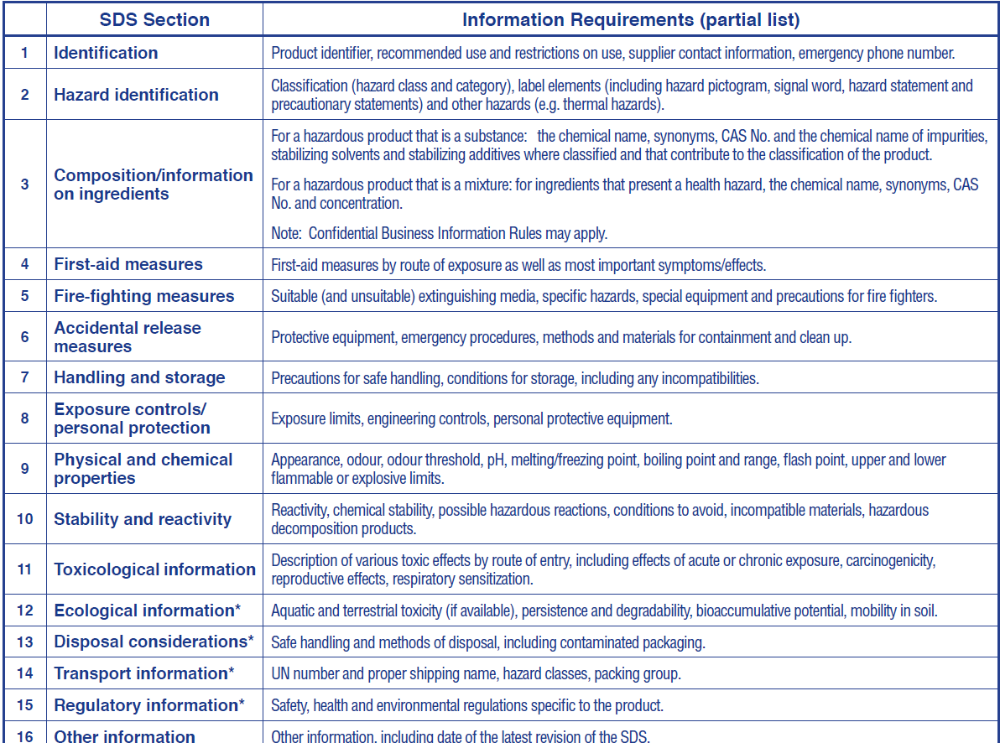 SDS Section
Information Requirements (partial list)
1
Identification
Product identifier, recommended use and restrictions on use, supplier contact information, emergency phone number.
2
Hazard identification
Classification (hazard class and category), label elements (including hazard pictogram, signal word, hazard statement and
precautionary statements) and other hazards (e.g. thermal hazards).
3
Composition/information
on ingredients
For a hazardous product that is a substance:   the chemical name, synonyms, CAS No. and the chemical name of impurities,
stabilizing solvents and stabilizing additives where classified and that contribute to the classification of the product.
For a hazardous product that is a mixture: for ingredients that present a health hazard, the chemical name, synonyms, CAS
No. and concentration.
Note:  Confidential Business Information Rules may apply.
4
First-aid measures
First-aid measures by route of exposure as well as most important symptoms/effects.
5
Fire-fighting measures
Suitable (and unsuitable) extinguishing media, specific hazards, special equipment and precautions for fire fighters.
6
Accidental release
measures
Protective equipment, emergency procedures, methods and materials for containment and clean up.
7
Handling and storage
Precautions for safe handling, conditions for storage, including any incompatibilities.
8
Exposure controls/
personal protection
Exposure limits, engineering controls, personal protective equipment.
9
Physical and chemical
properties
Appearance, odour, odour threshold, pH, melting/freezing point, boiling point and range, flash point, upper and lower
flammable or explosive limits.
10
Stability and reactivity
Reactivity, chemical stability, possible hazardous reactions, conditions to avoid, incompatible materials, hazardous
decomposition products.
11
Toxicological information
Description of various toxic effects by route of entry, including effects of acute or chronic exposure, carcinogenicity,
reproductive effects, respiratory sensitization.
12
Ecological information*
Aquatic and terrestrial toxicity (if available), persistence and degradability, bioaccumulative potential, mobility in soil.
13
Disposal considerations*
Safe handling and methods of disposal, including contaminated packaging.
14
Transport information*
UN number and proper shipping name, hazard classes, packing group.
15
Regulatory information*
Safety, health and environmental regulations specific to the product.
16
Other information
Other information, including date of the latest revision of the SDS.